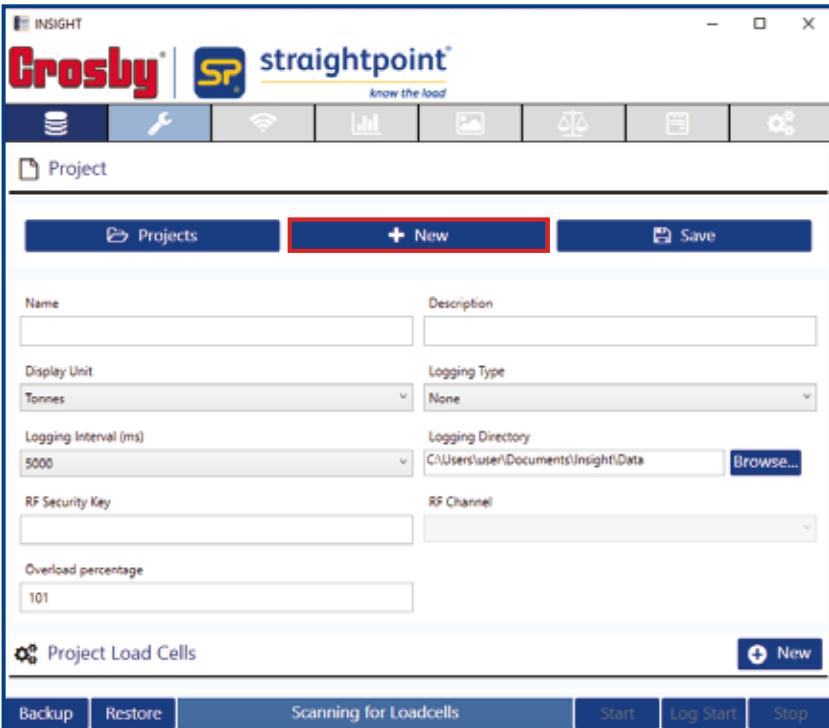 INSIGHT
Crosby SP straightpoint
know the load
Project
Projects New Save
Name Description
Display Unit Logging Type
Tonnes None
Logging Interval (ms) Logging Directory
5000 C:\Users\user\Documents\Insight\Data Browse...
RF Security Key RF Channel
Overload percentage
101
Project Load Cells New
Backup Restore Scanning for Loadcells Start Log Start Stop